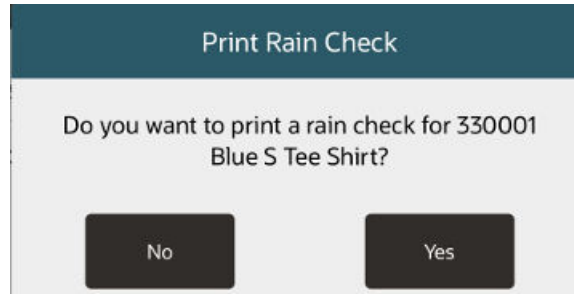 Print Rain Check
Do you want to print a rain check for 330001
Blue S Tee Shirt?
No
Yes